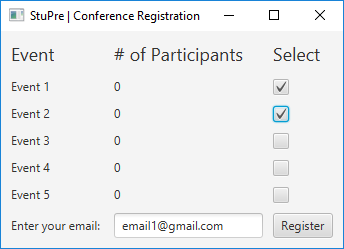 StuPre | Conference Registration
Event # of Participants Select
Event 1 0
Event 2 0
Event 3 0
Event 4 0
Event 5 0
Enter your email: email1@gmail.com Register